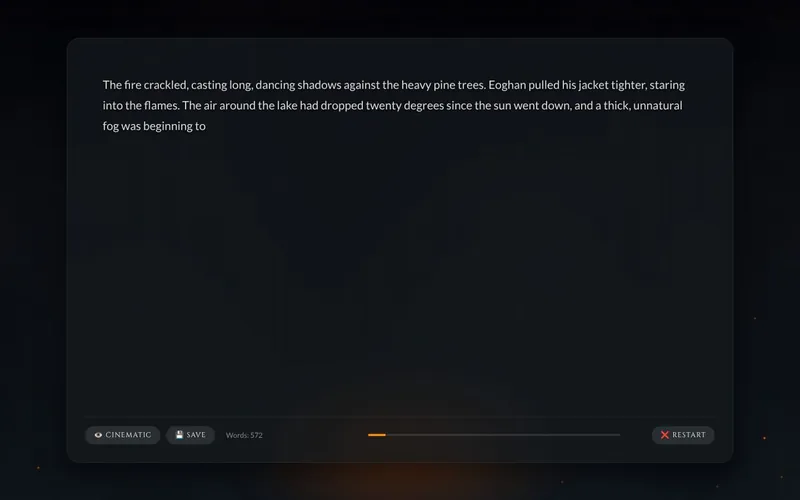 The fire crackled, casting long, dancing shadows against the heavy pine trees. Eoghan pulled his jacket tighter, staring
into the flames. The air around the lake had dropped twenty degrees since the sun went down, and a thick, unnatural
fog was beginning to
👁 CINEMATIC 💾 SAVE Words: 572 ❌ RESTART